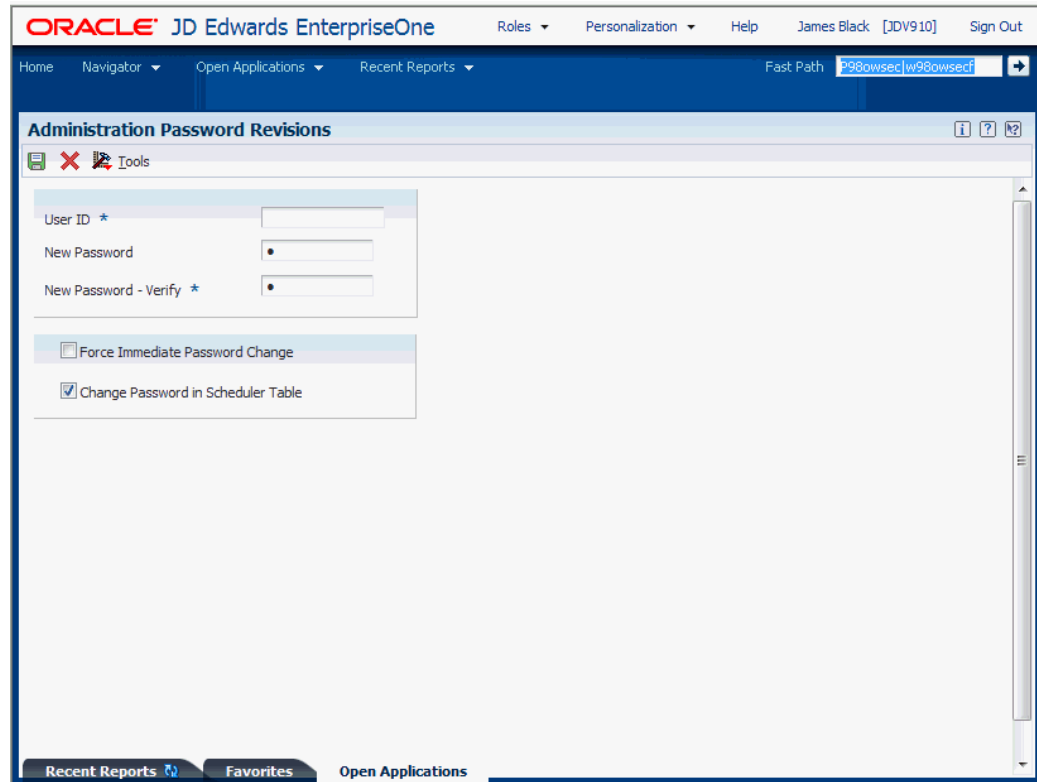 ORACLE JD Edwards EnterpriseOne Roles Personalization Help James Black [JDV910] Sign Out
Home Navigator Open Applications Recent Reports Fast Path P98owsec|w98owsecf
Administration Password Revisions
Tools
User ID *
New Password
New Password - Verify *
Force Immediate Password Change
Change Password in Scheduler Table
Recent Reports Favorites Open Applications